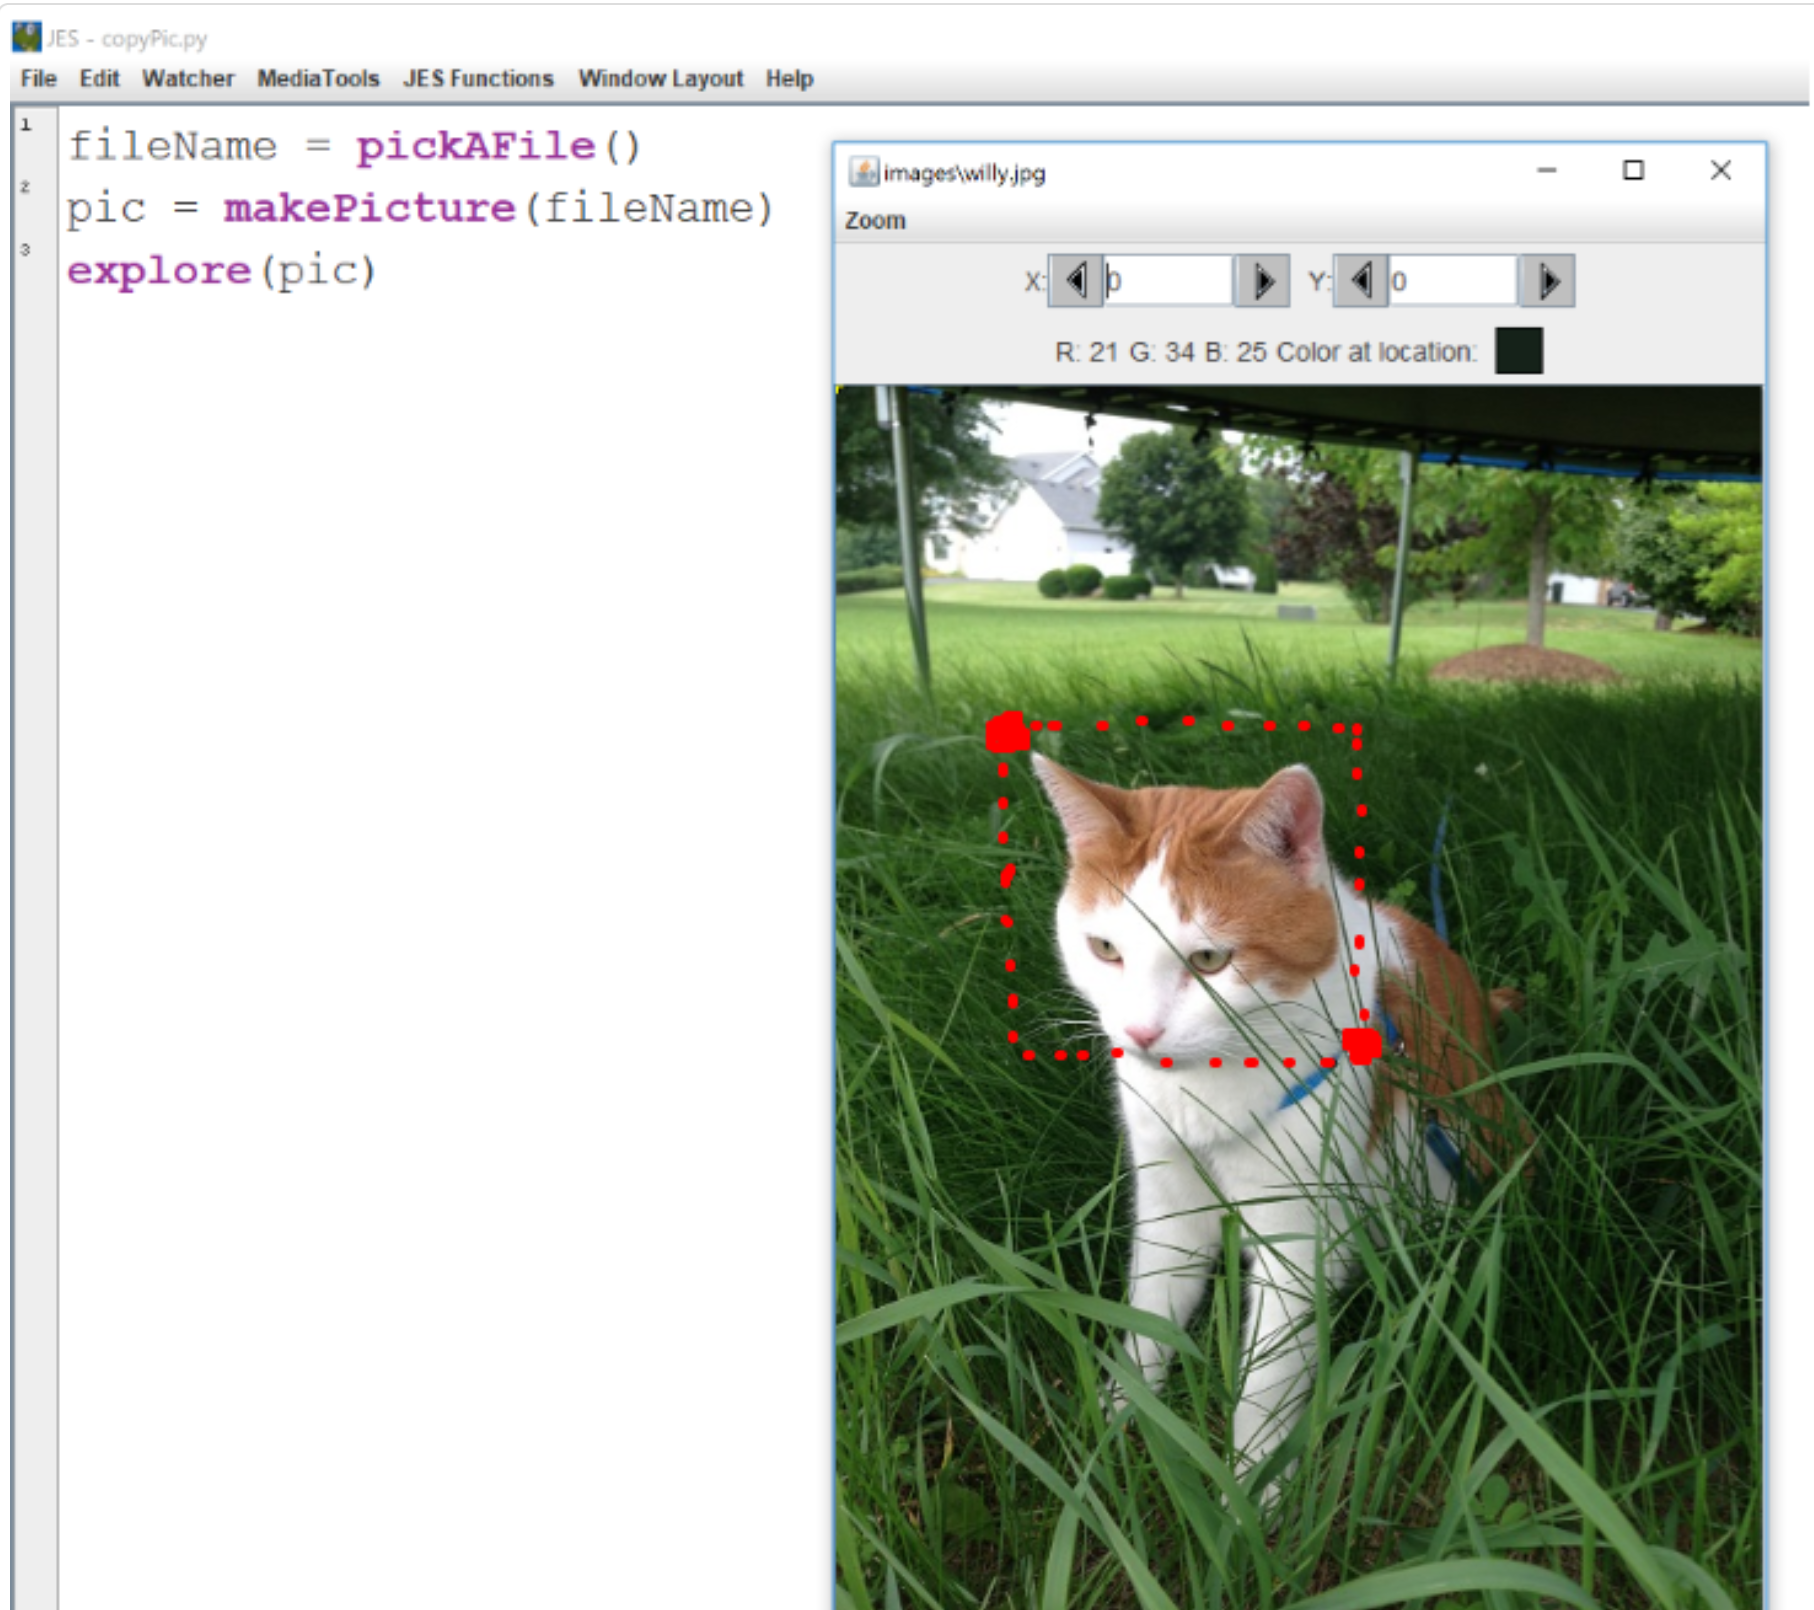 JES - copyPic.py
File Edit Watcher MediaTools JES Functions Window Layout Help
1 fileName = pickAFile()
2 pic = makePicture(fileName)
3 explore(pic)
images\willy.jpg
Zoom
X: 0 Y: 0
R: 21 G: 34 B: 25 Color at location: